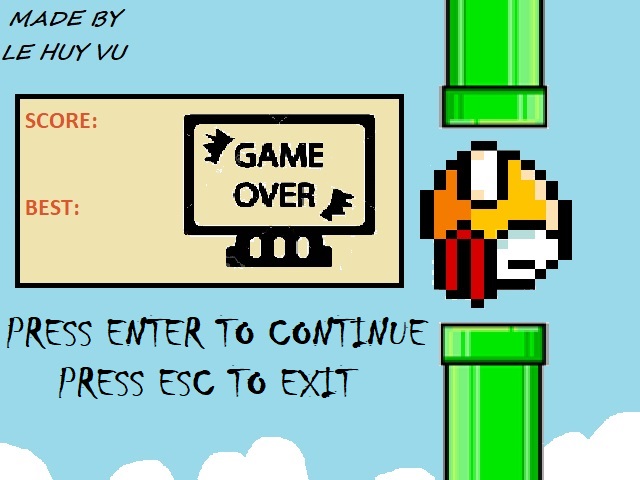 MADE BY
LE HUY VU
SCORE:
GAME
OVER
BEST:
PRESS ENTER TO CONTINUE
PRESS ESC TO EXIT